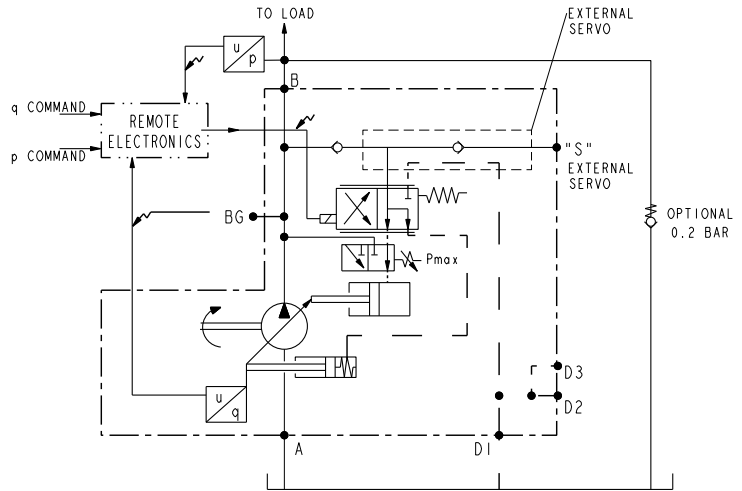 TO LOAD
EXTERNAL
SERVO
u
p
B
q COMMAND
REMOTE
ELECTRONICS
p COMMAND
"S"
EXTERNAL
SERVO
BG
OPTIONAL
0.2 BAR
Pmax
D3
u
q
D2
A
D1